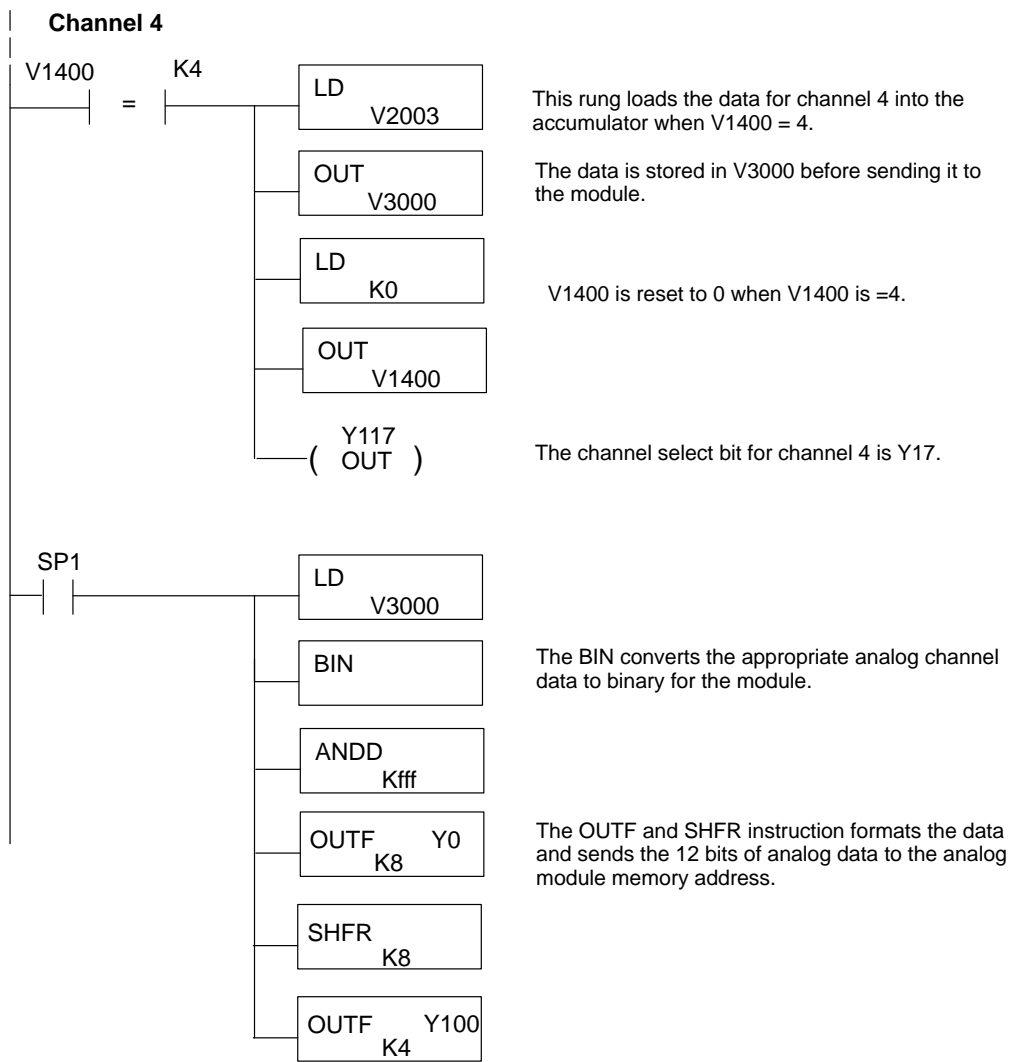 Channel 4
V1400 = K4
LD
V2003
This rung loads the data for channel 4 into the
accumulator when V1400 = 4.
OUT
V3000
The data is stored in V3000 before sending it to
the module.
LD
K0
V1400 is reset to 0 when V1400 is =4.
OUT
V1400
Y117
( OUT )
The channel select bit for channel 4 is Y17.
SP1
LD
V3000
BIN
The BIN converts the appropriate analog channel
data to binary for the module.
ANDD
Kfff
OUTF Y0
K8
The OUTF and SHFR instruction formats the data
and sends the 12 bits of analog data to the analog
module memory address.
SHFR
K8
OUTF Y100
K4